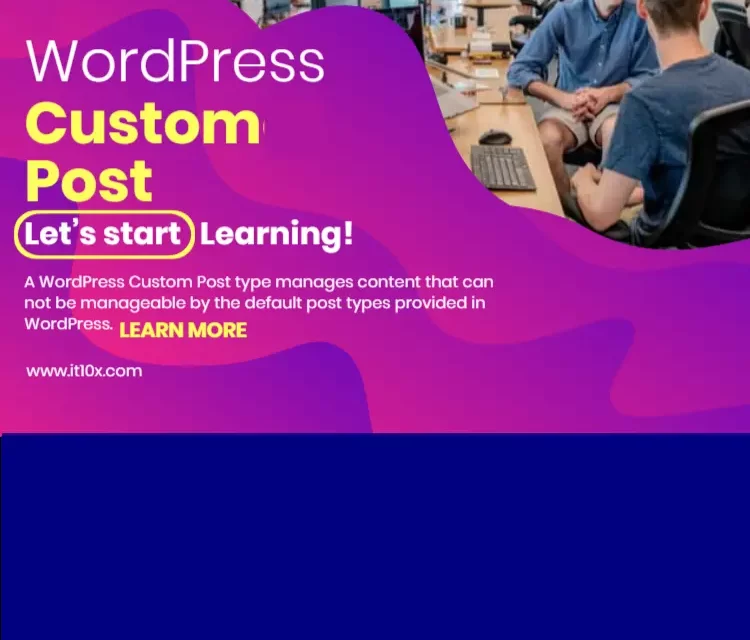 WordPress
Custom
Post
Let's start Learning!
A WordPress Custom Post type manages content that can
not be manageable by the default post types provided in
WordPress. LEARN MORE
www.it10x.com